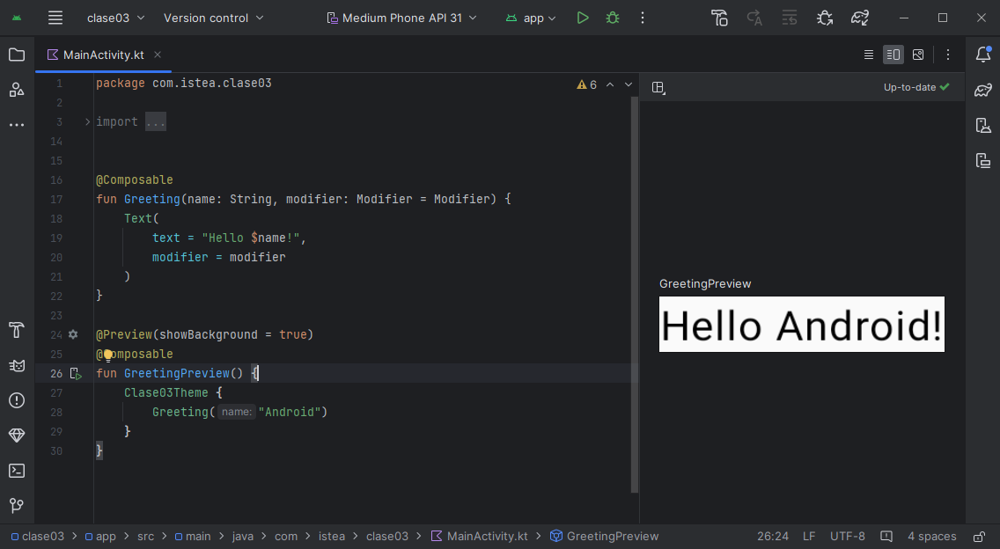 clase03 Version control Medium Phone API 31 app
MainActivity.kt
1 package com.istea.clase03
6
Up-to-date
2
3 import ...
14
15
16 @Composable
17 fun Greeting(name: String, modifier: Modifier = Modifier) {
18 Text(
19 text = "Hello $name!",
20 modifier = modifier
21 )
22 }
23
24 @Preview(showBackground = true)
25 @Composable
26 fun GreetingPreview() {
27 Clase03Theme {
28 Greeting( name: "Android")
29 }
30 }
GreetingPreview
Hello Android!
clase03 > app > src > main > java > com > istea > clase03 > MainActivity.kt > GreetingPreview 26:24 LF UTF-8 4 spaces